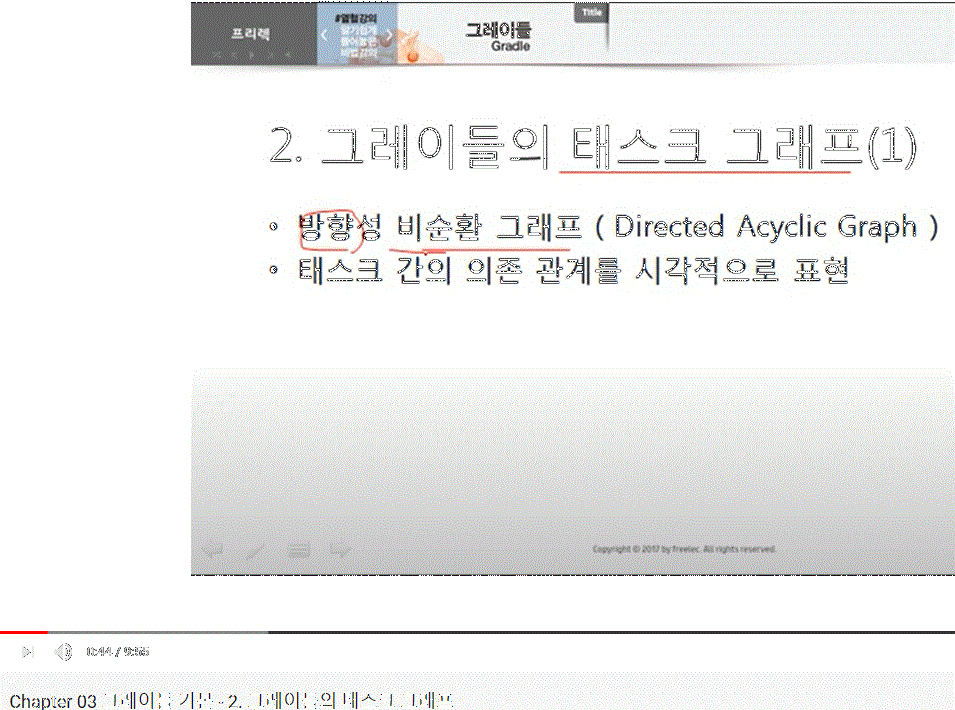 프리렉
#열혈강의
그레이들
Gradle
Title
2. 그레이들의 태스크 그래프(1)
방향성 비순환 그래프 ( Directed Acyclic Graph )
태스크 간의 의존 관계를 시각적으로 표현
Copyright © 2017 by freelec. All rights reserved.
0:44 / 9:55
Chapter 03 그레이들 기본 - 2. 그레이들의 태스크 그래프